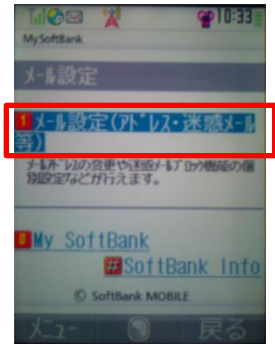 10:33
My SoftBank
ﾒｰﾙ設定
1 ﾒｰﾙ設定(ｱﾄﾞﾚｽ・迷惑ﾒｰﾙ
等)
ﾒｰﾙｱﾄﾞﾚｽの変更や迷惑ﾒｰﾙﾌﾞﾛｯｸ機能の個
別設定などが行えます。
0 My SoftBank
# SoftBank Info
© SoftBank MOBILE
ﾒﾆｭｰ 戻る